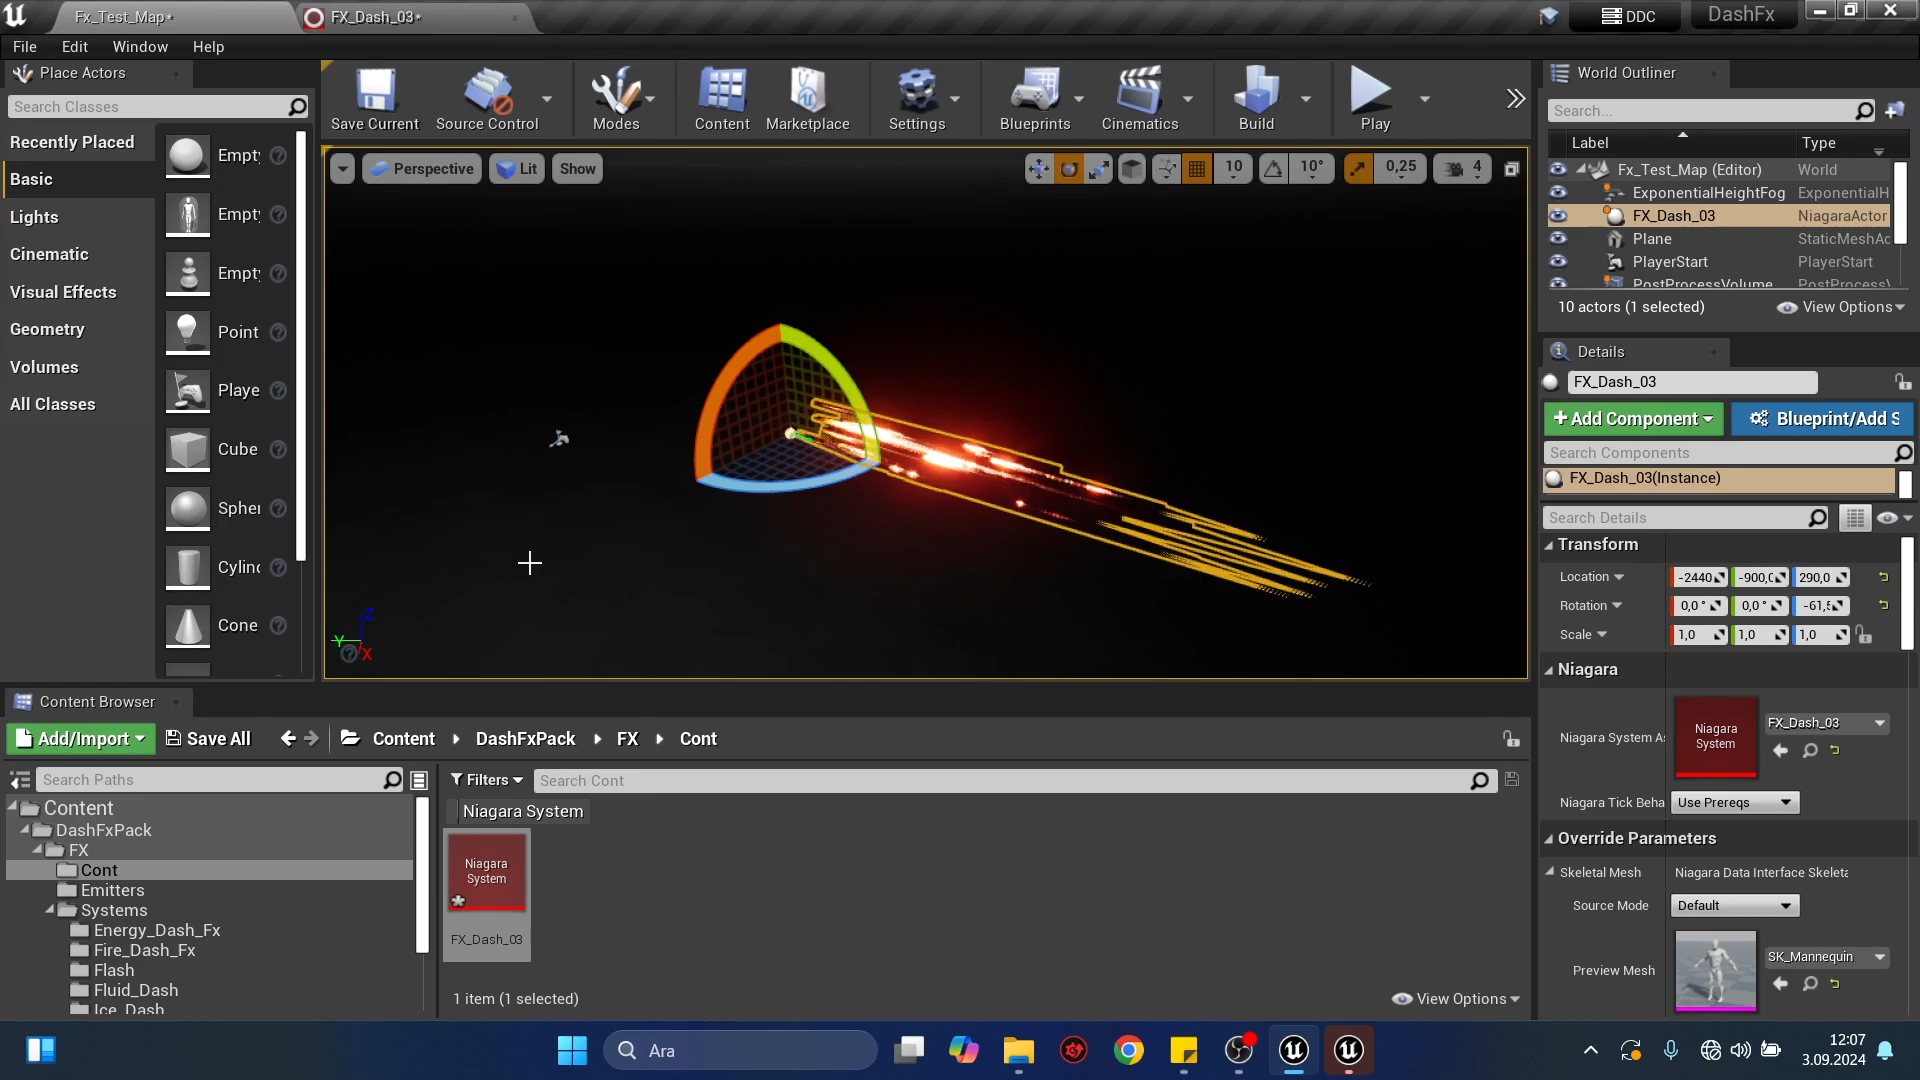 Fx_Test_Map*
FX_Dash_03*
DDC
DashFx
File
Edit
Window
Help
Place Actors
Search Classes
Recently Placed
Basic
Lights
Cinematic
Visual Effects
Geometry
Volumes
All Classes
Empty
Empty
Empty
Point
Playe
Cube
Spher
Cylind
Cone
Save Current
Source Control
Modes
Content
Marketplace
Settings
Blueprints
Cinematics
Build
Play
Perspective
Lit
Show
10
10°
0,25
4
Z
Y
X
World Outliner
Search...
Label
Type
Fx_Test_Map (Editor)
World
ExponentialHeightFog
ExponentialH
FX_Dash_03
NiagaraActor
Plane
StaticMeshAc
PlayerStart
PlayerStart
PostProcessVolume
PostProcessV
10 actors (1 selected)
View Options
Details
FX_Dash_03
+Add Component
Blueprint/Add S
Search Components
FX_Dash_03(Instance)
Search Details
Transform
Location
-2440
-900,0
290,0
Rotation
0,0 °
0,0 °
-61,5
Scale
1,0
1,0
1,0
Niagara
Niagara System As
Niagara
System
FX_Dash_03
Niagara Tick Beha
Use Prereqs
Override Parameters
Skeletal Mesh
Niagara Data Interface Skeleta
Source Mode
Default
Preview Mesh
SK_Mannequin
Content Browser
Add/Import
Save All
Content
DashFxPack
FX
Cont
Search Paths
Filters
Search Cont
Niagara System
Content
DashFxPack
FX
Cont
Emitters
Systems
Energy_Dash_Fx
Fire_Dash_Fx
Flash
Fluid_Dash
Ice_Dash
Niagara
System
FX_Dash_03
1 item (1 selected)
View Options
Ara
12:07
3.09.2024